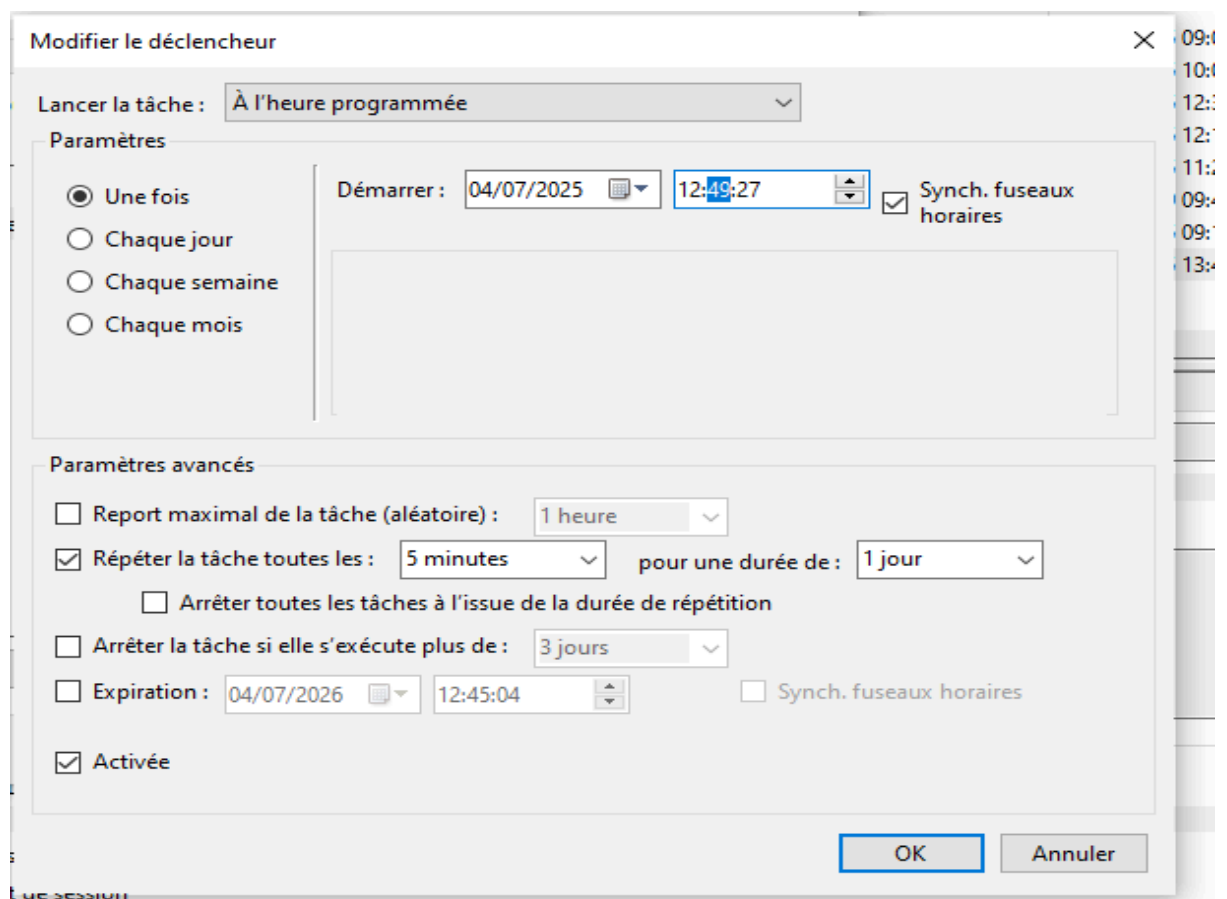 Modifier le déclencheur
Lancer la tâche : À l'heure programmée
Paramètres
Une fois
Chaque jour
Chaque semaine
Chaque mois
Démarrer : 04/07/2025 12:49:27 Synch. fuseaux
horaires
Paramètres avancés
Report maximal de la tâche (aléatoire) : 1 heure
Répéter la tâche toutes les : 5 minutes pour une durée de : 1 jour
Arrêter toutes les tâches à l'issue de la durée de répétition
Arrêter la tâche si elle s'exécute plus de : 3 jours
Expiration : 04/07/2026 12:45:04 Synch. fuseaux horaires
Activée
OK Annuler